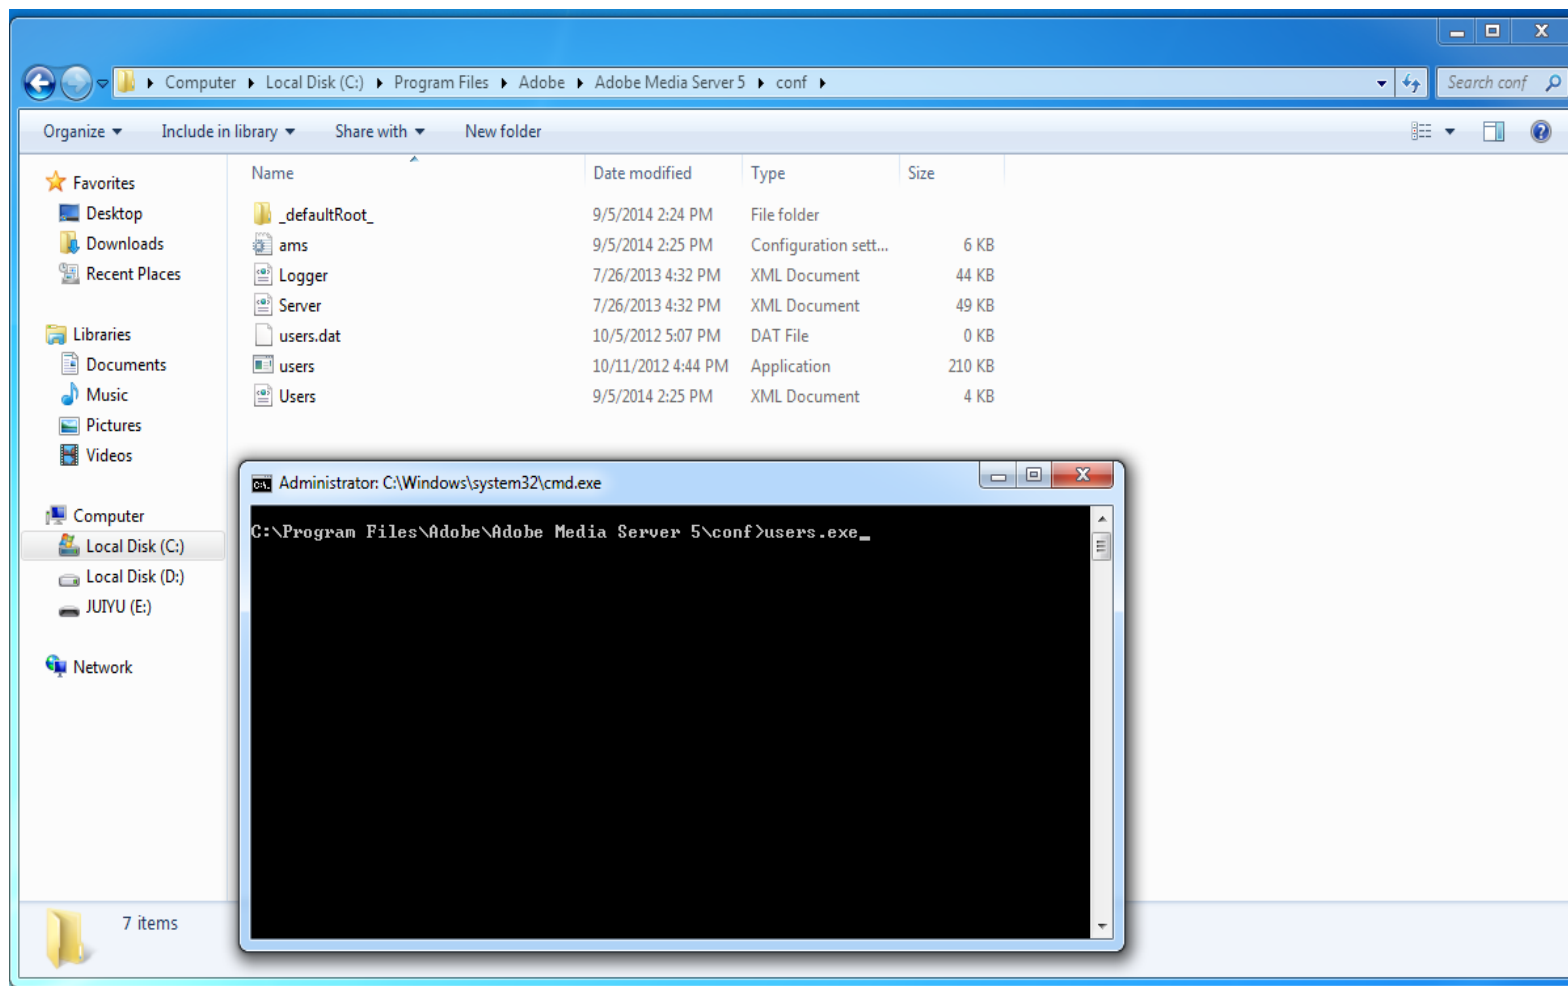 Computer Local Disk (C:) Program Files Adobe Adobe Media Server 5 conf Search conf
Organize Include in library Share with New folder
Name Date modified Type Size
Favorites
Desktop
Downloads
Recent Places
Libraries
Documents
Music
Pictures
Videos
Computer
Local Disk (C:)
Local Disk (D:)
JUIYU (E:)
Network
_defaultRoot_ 9/5/2014 2:24 PM File folder
ams 9/5/2014 2:25 PM Configuration sett... 6 KB
Logger 7/26/2013 4:32 PM XML Document 44 KB
Server 7/26/2013 4:32 PM XML Document 49 KB
users.dat 10/5/2012 5:07 PM DAT File 0 KB
users 10/11/2012 4:44 PM Application 210 KB
Users 9/5/2014 2:25 PM XML Document 4 KB
Administrator: C:\Windows\system32\cmd.exe
C:\Program Files\Adobe\Adobe Media Server 5\conf>users.exe_
7 items